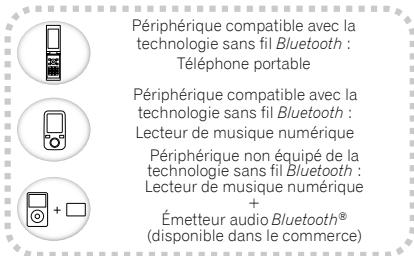 Périphérique compatible avec la
technologie sans fil Bluetooth :
Téléphone portable
Périphérique compatible avec la
technologie sans fil Bluetooth :
Lecteur de musique numérique
Périphérique non équipé de la
technologie sans fil Bluetooth :
Lecteur de musique numérique
+
+
Émetteur audio Bluetooth®
(disponible dans le commerce)